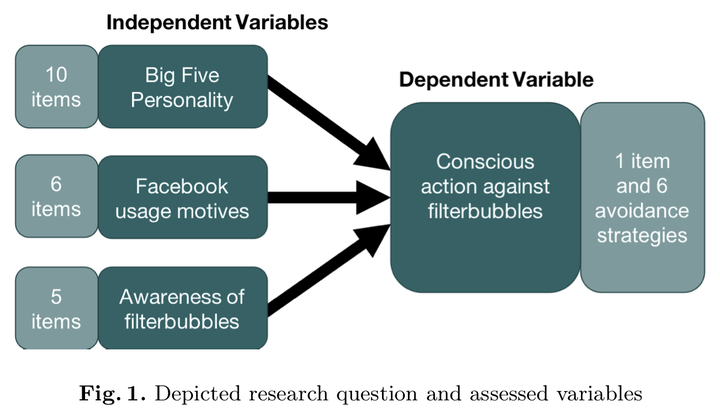 Independent Variables
10
items
Big Five
Personality
6
items
Facebook
usage motives
5
items
Awareness of
filterbubbles
Dependent Variable
Conscious
action against
filterbubbles
1 item
and 6
avoidance
strategies
Fig. 1. Depicted research question and assessed variables